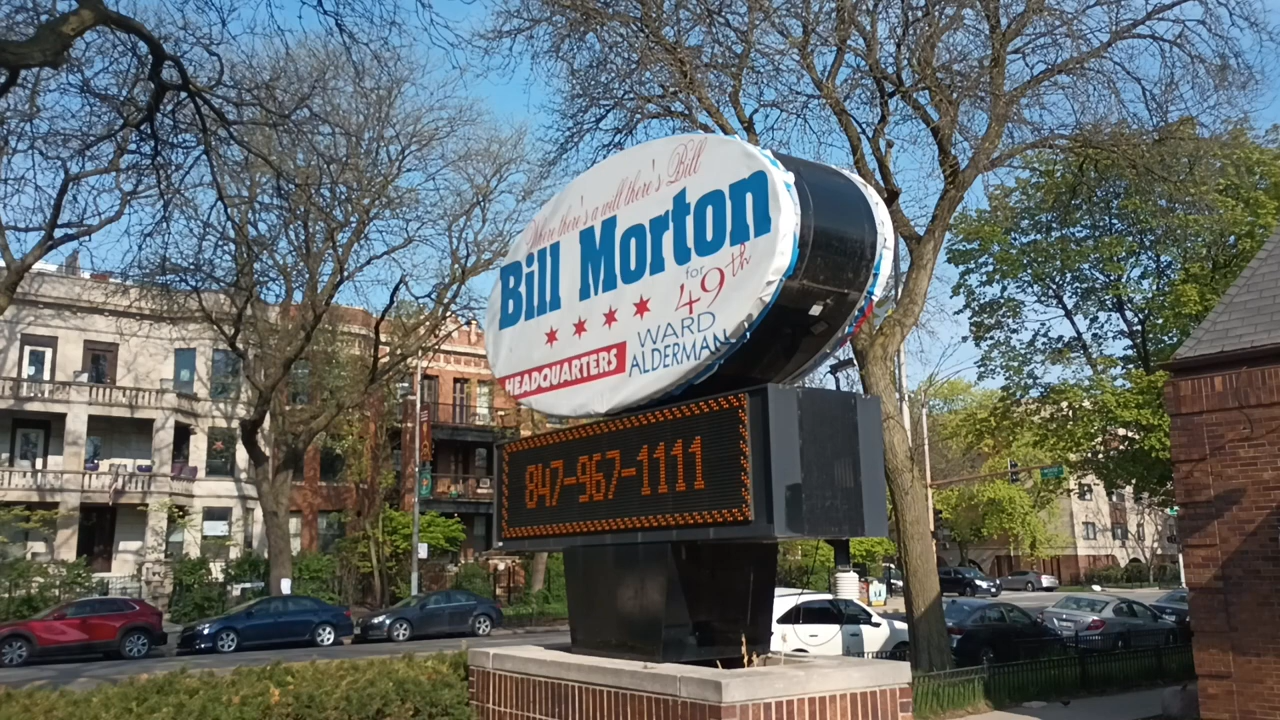 Where there's a will there's Bill
Bill Morton
for
49th
WARD
ALDERMAN
HEADQUARTERS
847-967-1111